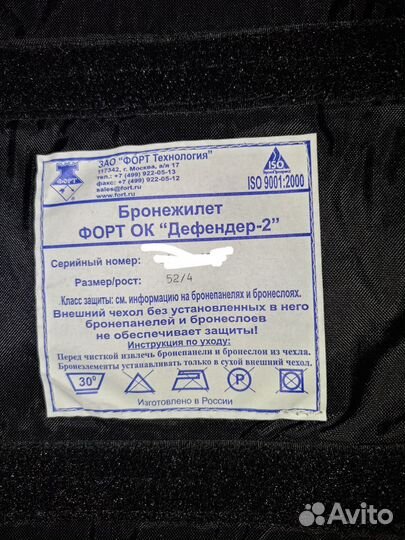 ЗАО "ФОРТ Технология"
117342, г. Москва, а/я 17
тел.: +7 (499) 922-05-13
факс: +7 (499) 922-05-12
sales@fort.ru
www.fort.ru
ФОРТ
ISO
ISO 9001:2000
Бронежилет
ФОРТ ОК "Дефендер-2"
Серийный номер:
Размер/рост: 52/4
Класс защиты: см. информацию на бронепанелях и бронеслоях.
Внешний чехол без установленных в него
бронепанелей и бронеслоев
не обеспечивает защиты!
Инструкция по уходу:
Перед чисткой извлечь бронепанели и бронеслои из чехла.
Бронеэлементы устанавливать только в сухой внешний чехол.
30°
P
Изготовлено в России
Avito